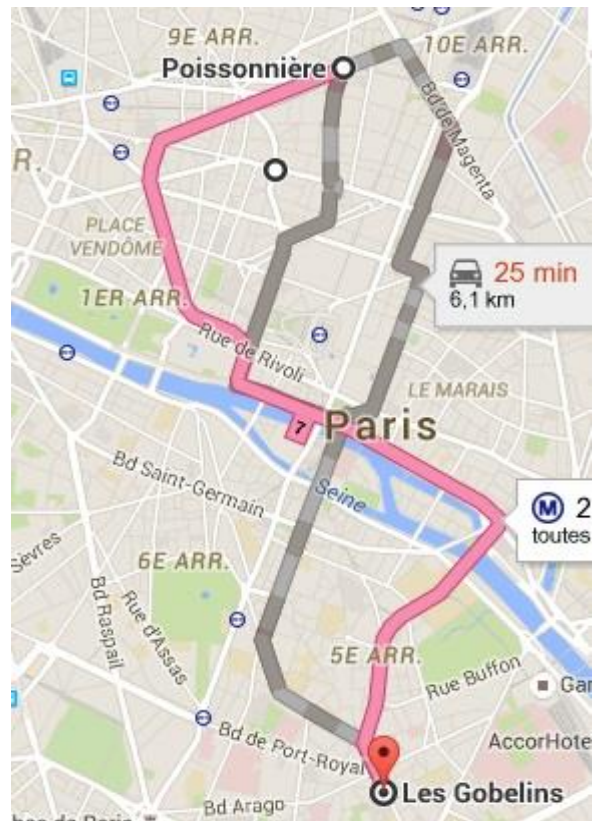 9E ARR.
10E ARR.
Poissonnière
Bd de Magenta
R.
PLACE
VENDÔME
25 min
6,1 km
1ER ARR.
Rue de Rivoli
LE MARAIS
7
Paris
Bd Saint-Germain
Seine
M 2
toutes
Sèvres
6E ARR.
Bd Raspail
Rue d'Assas
5E ARR.
Rue Buffon
Gar
Bd de Port-Royal
AccorHote
Les Gobelins
Bd Arago